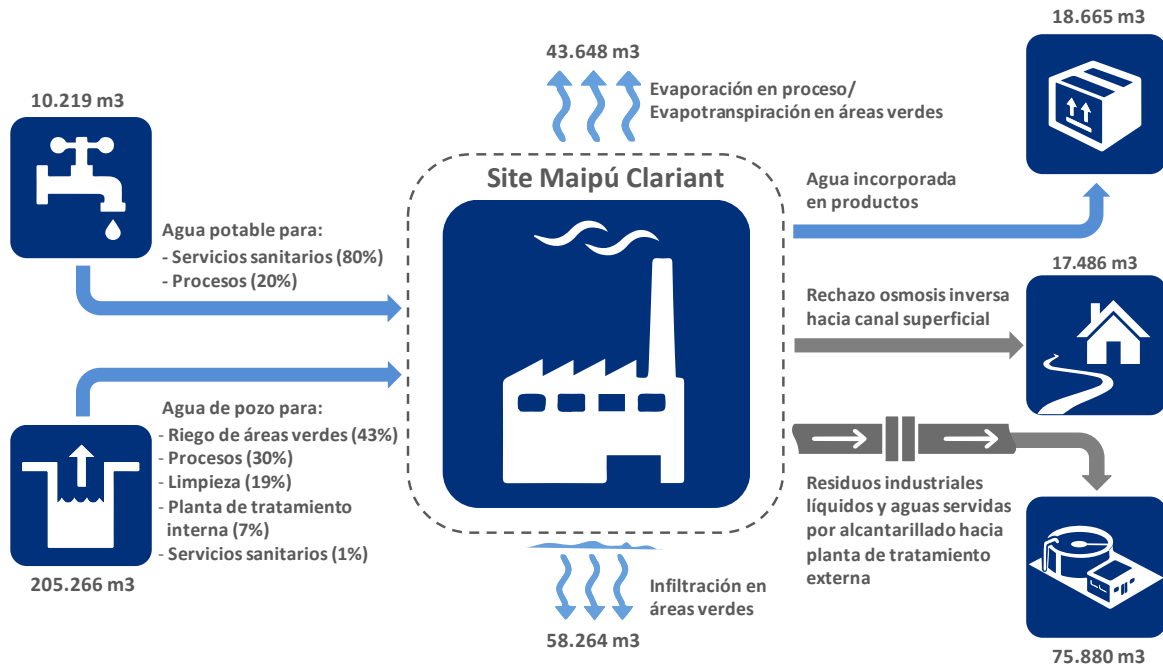 10.219 m3
Agua potable para:
- Servicios sanitarios (80%)
- Procesos (20%)
Agua de pozo para:
- Riego de áreas verdes (43%)
- Procesos (30%)
- Limpieza (19%)
- Planta de tratamiento
interna (7%)
- Servicios sanitarios (1%)
205.266 m3
43.648 m3
Evaporación en proceso/
Evapotranspiración en áreas verdes
Site Maipú Clariant
Infiltración en
áreas verdes
58.264 m3
18.665 m3
Agua incorporada
en productos
17.486 m3
Rechazo osmosis inversa
hacia canal superficial
Residuos industriales
líquidos y aguas servidas
por alcantarillado hacia
planta de tratamiento
externa
75.880 m3